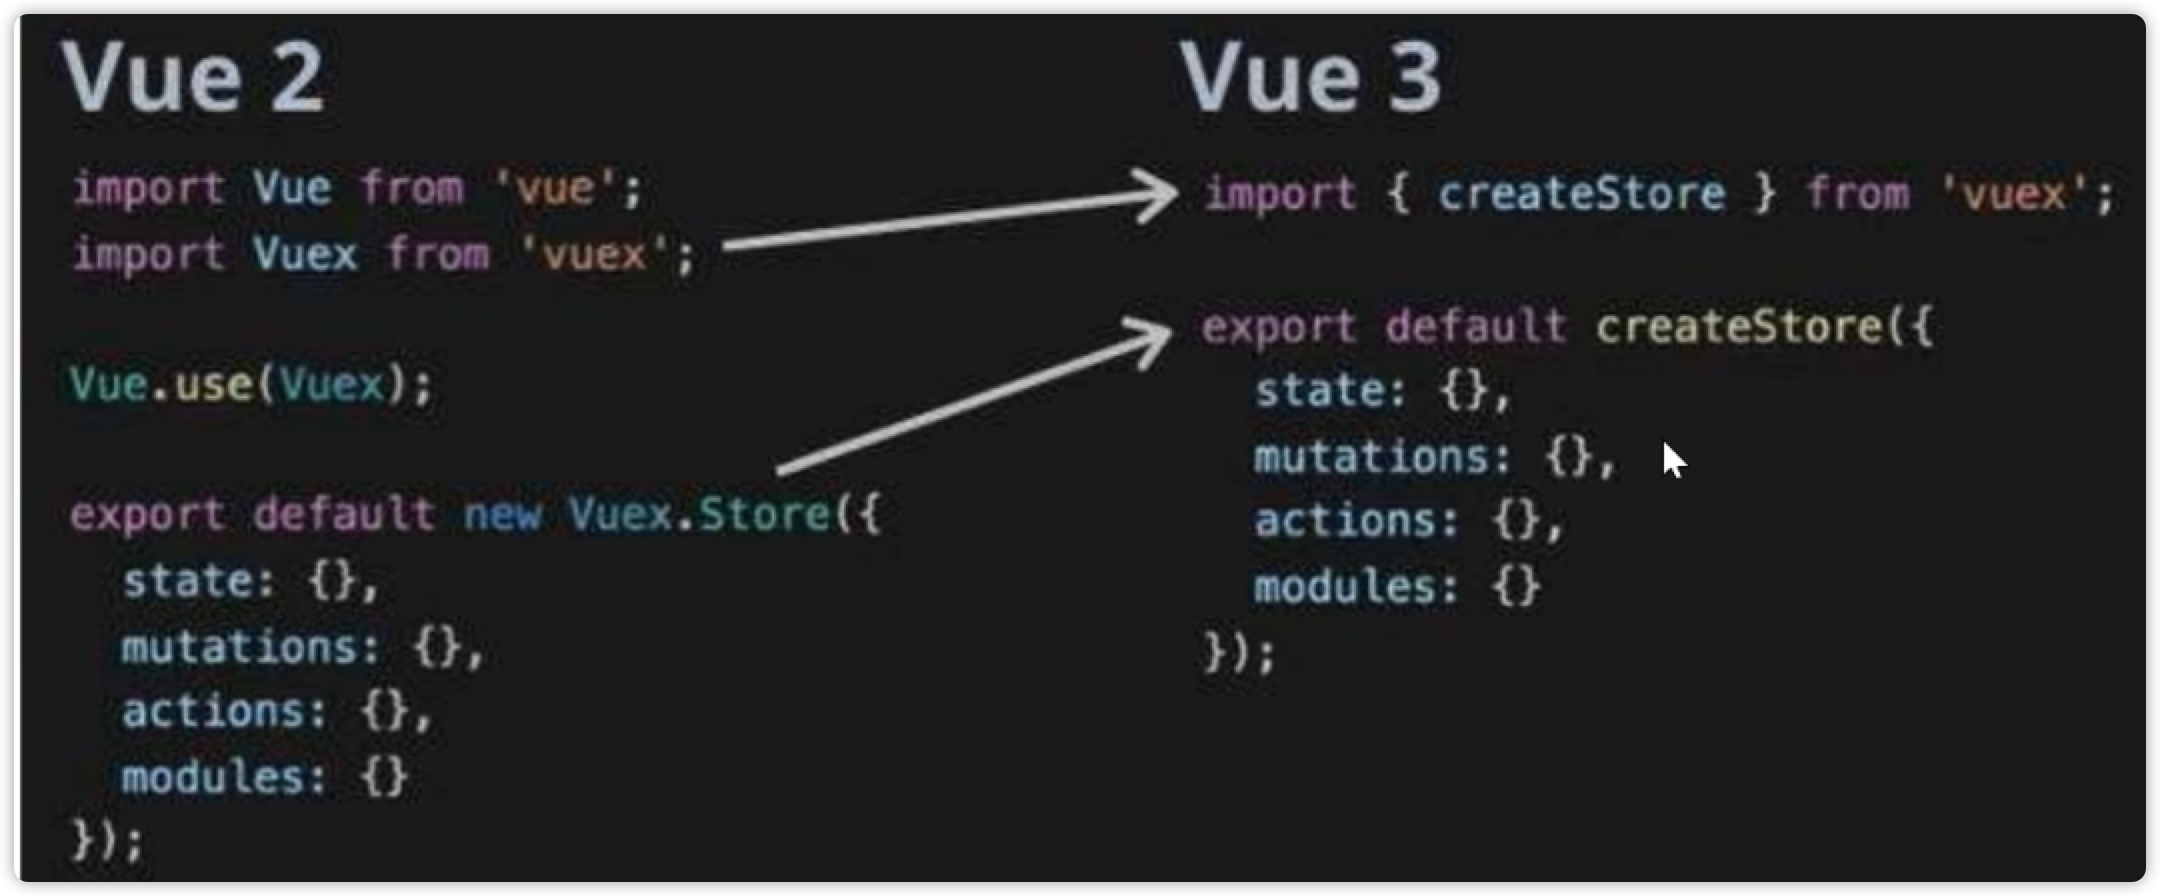 Vue 2
import Vue from 'vue';
import Vuex from 'vuex';
Vue.use(Vuex);
export default new Vuex.Store({
  state: {},
  mutations: {},
  actions: {},
  modules: {}
});
Vue 3
import { createStore } from 'vuex';
export default createStore({
  state: {},
  mutations: {},
  actions: {},
  modules: {}
});